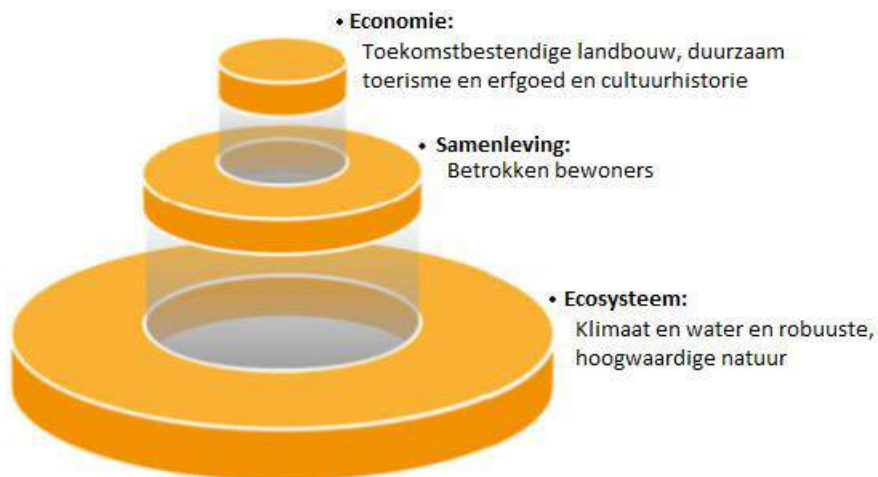 • Economie:
Toekomstbestendige landbouw, duurzaam
toerisme en erfgoed en cultuurhistorie
• Samenleving:
Betrokken bewoners
• Ecosysteem:
Klimaat en water en robuuste,
hoogwaardige natuur